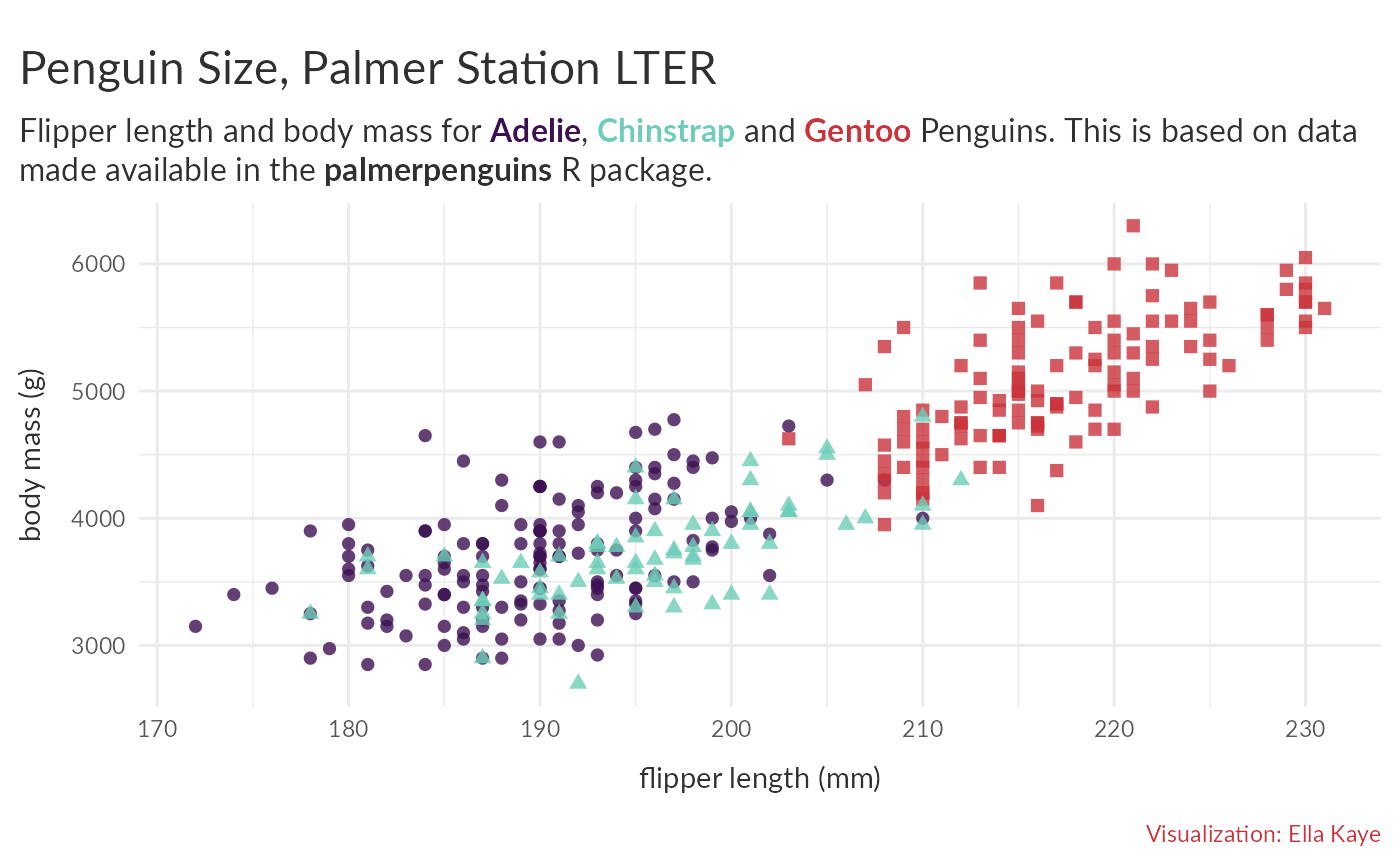 Penguin Size, Palmer Station LTER
Flipper length and body mass for Adelie, Chinstrap and Gentoo Penguins. This is based on data
made available in the palmerpenguins R package.
6000
5000
4000
3000
body mass (g)
170 180 190 200 210 220 230
flipper length (mm)
Visualization: Ella Kaye